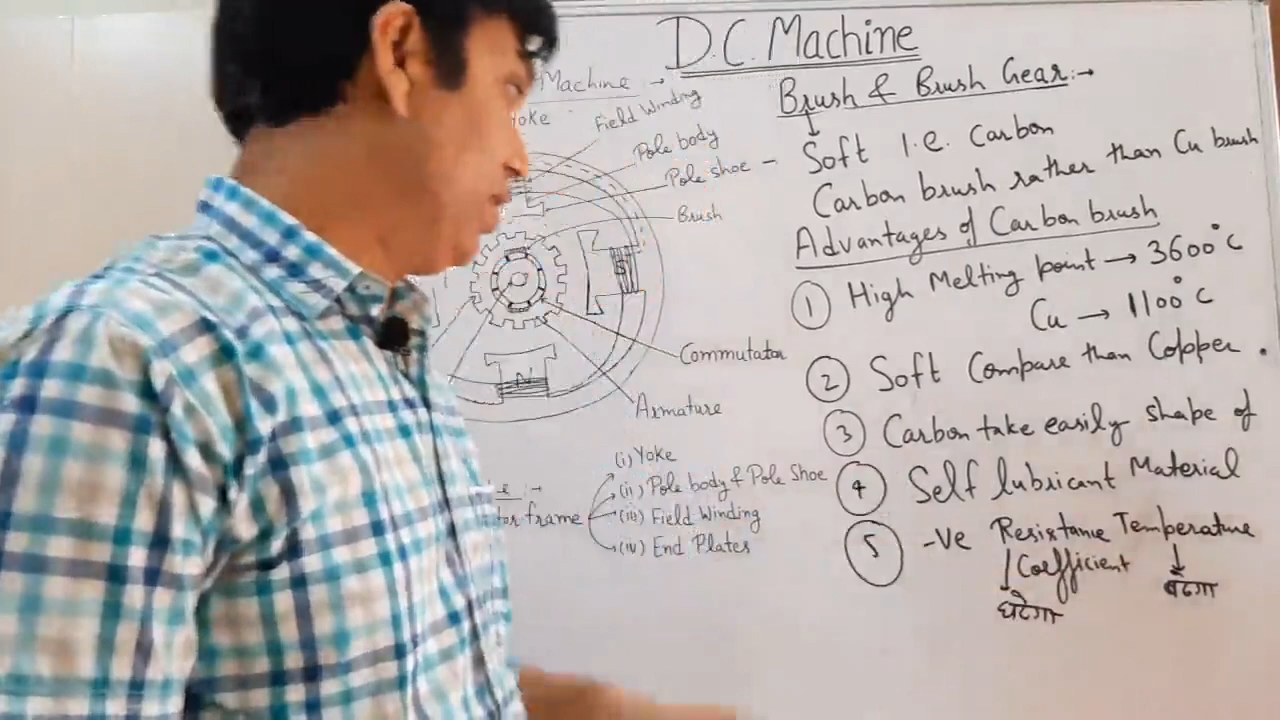 D.C. Machine
Machine →
Yoke
Field Winding
Pole body
Pole shoe -
Brush
Commutator
Armature
N
S
(i) Yoke
(ii) Pole body & Pole Shoe
frame
(iii) Field Winding
(iv) End Plates
Brush & Brush Gear:→
Soft i.e. Carbon
Carbon brush rather than Cu brush
Advantages of Carbon brush
① High Melting point → 3600°C
Cu → 1100°C
② Soft Compare than Copper.
③ Carbon take easily shape of
④ Self lubricant Material
⑤ -Ve Resistance Temperature
Coefficient
घटेगा
बढेगा